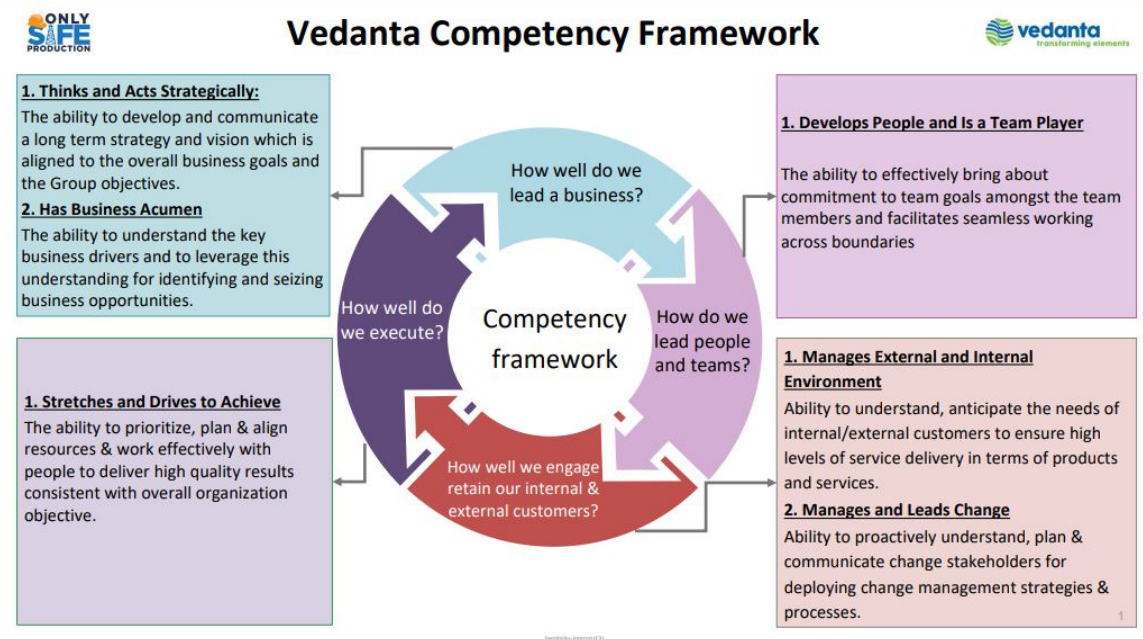 ONLY
SAFE
PRODUCTION
Vedanta Competency Framework
vedanta
transforming elements
1. Thinks and Acts Strategically:
The ability to develop and communicate
a long term strategy and vision which is
aligned to the overall business goals and
the Group objectives.
2. Has Business Acumen
The ability to understand the key
business drivers and to leverage this
understanding for identifying and seizing
business opportunities.
1. Develops People and Is a Team Player
The ability to effectively bring about
commitment to team goals amongst the team
members and facilitates seamless working
across boundaries
How well do we
lead a business?
How well do
we execute?
Competency
framework
How do we
lead people
and teams?
How well we engage
retain our internal &
external customers?
1. Stretches and Drives to Achieve
The ability to prioritize, plan & align
resources & work effectively with
people to deliver high quality results
consistent with overall organization
objective.
1. Manages External and Internal
Environment
Ability to understand, anticipate the needs of
internal/external customers to ensure high
levels of service delivery in terms of products
and services.
2. Manages and Leads Change
Ability to proactively understand, plan &
communicate change stakeholders for
deploying change management strategies &
processes.
1